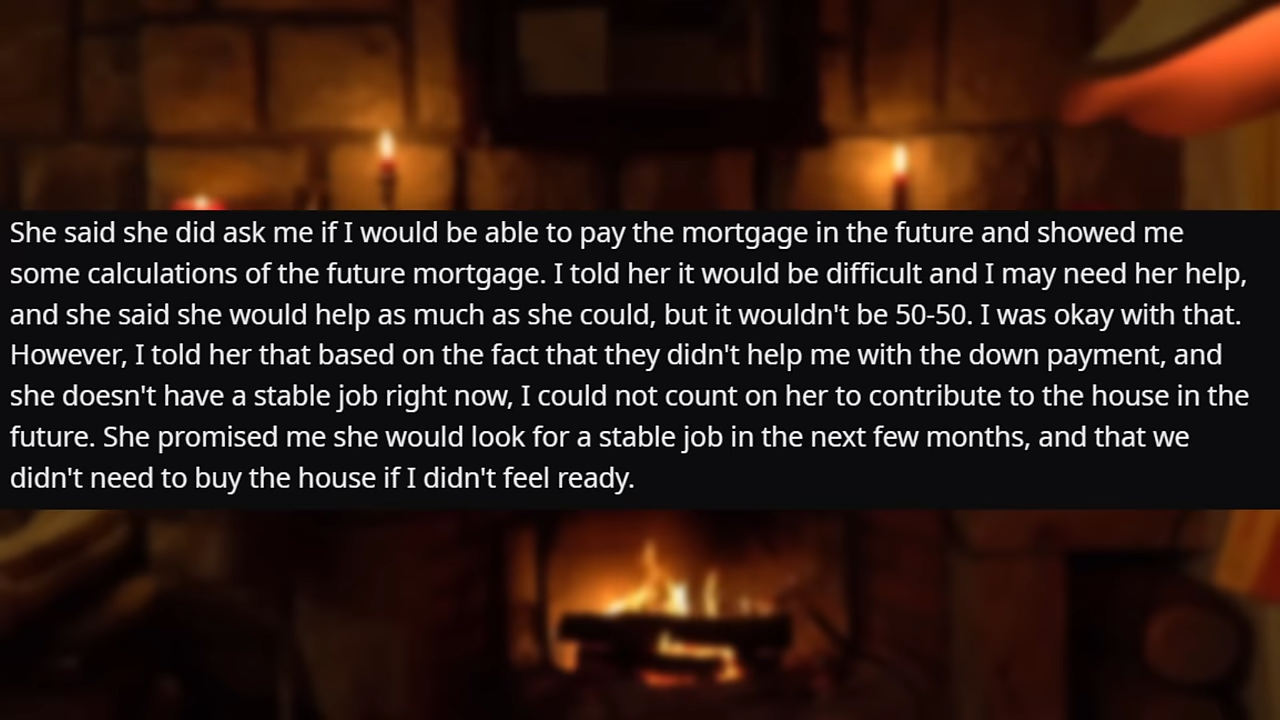 She said she did ask me if I would be able to pay the mortgage in the future and showed me
some calculations of the future mortgage. I told her it would be difficult and I may need her help,
and she said she would help as much as she could, but it wouldn't be 50-50. I was okay with that.
However, I told her that based on the fact that they didn't help me with the down payment, and
she doesn't have a stable job right now, I could not count on her to contribute to the house in the
future. She promised me she would look for a stable job in the next few months, and that we
didn't need to buy the house if I didn't feel ready.